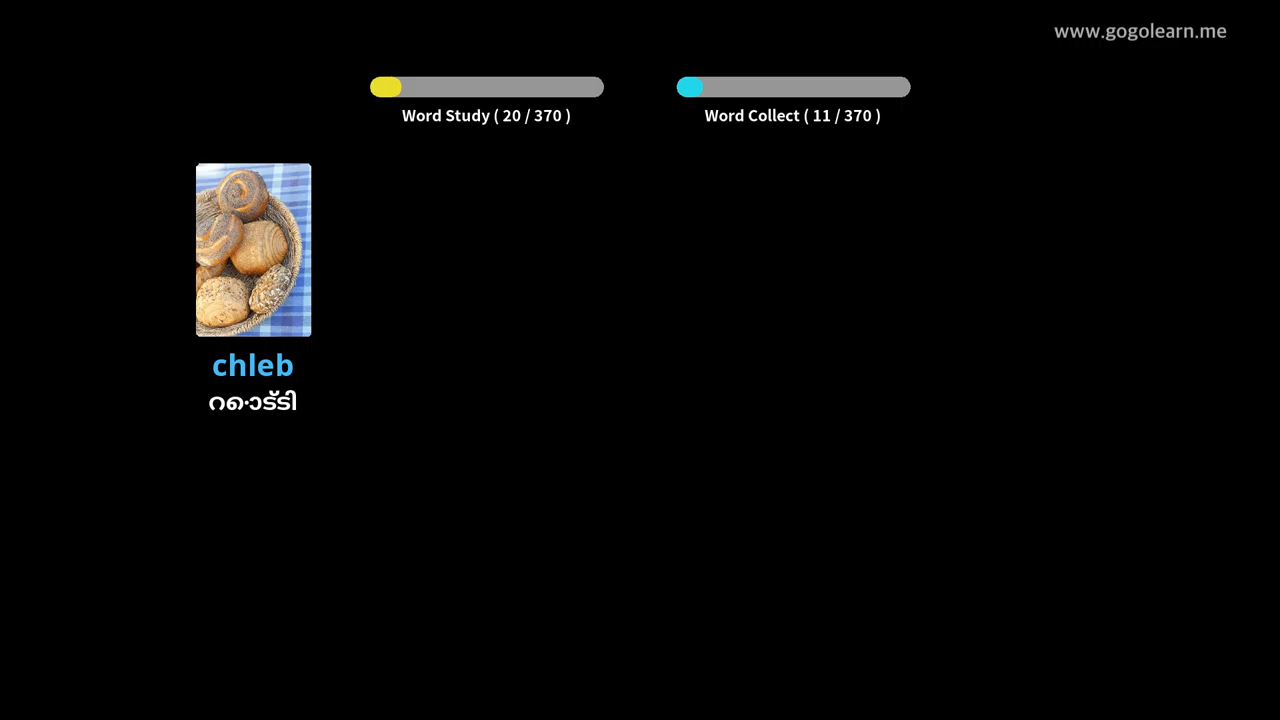 www.gogolearn.me
Word Study ( 20 / 370 )
Word Collect ( 11 / 370 )
chleb
റൊട്ടി